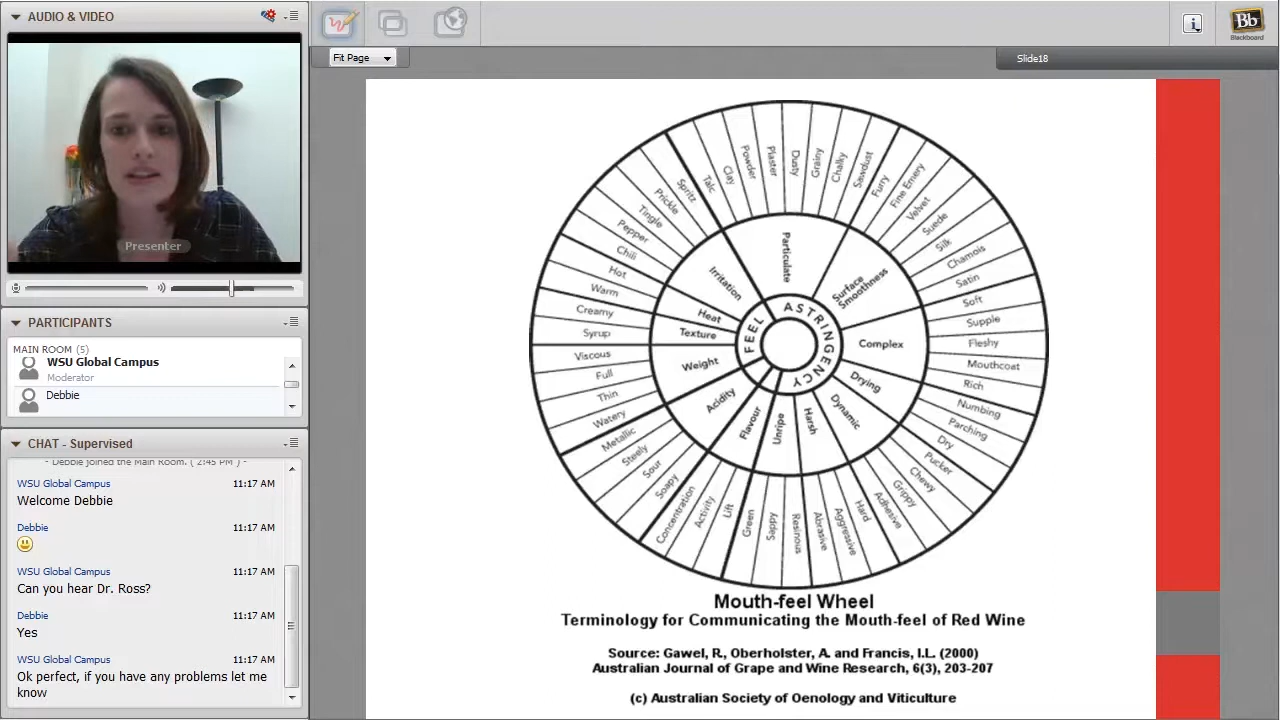 AUDIO & VIDEO
Presenter
PARTICIPANTS
MAIN ROOM (5)
WSU Global Campus
Moderator
Debbie
CHAT - Supervised
- Debbie joined the Main Room. ( 2:45 PM ) -
WSU Global Campus 11:17 AM
Welcome Debbie
Debbie 11:17 AM
WSU Global Campus 11:17 AM
Can you hear Dr. Ross?
Debbie 11:17 AM
Yes
WSU Global Campus 11:17 AM
Ok perfect, if you have any problems let me
know
Fit Page
i
Bb
Blackboard
Slide18
FEEL
ASTRINGENCY
Particulate
Surface
Smoothness
Complex
Drying
Dynamic
Harsh
Unripe
Flavour
Acidity
Weight
Texture
Heat
Irritation
Talc
Clay
Powder
Plaster
Dusty
Grainy
Chalky
Sawdust
Furry
Fine Emery
Velvet
Suede
Silk
Chamois
Satin
Soft
Supple
Fleshy
Mouthcoat
Rich
Numbing
Parching
Dry
Pucker
Chewy
Grippy
Adhesive
Hard
Aggressive
Abrasive
Resinous
Sappy
Green
Lift
Activity
Concentration
Soapy
Sour
Steely
Metallic
Watery
Thin
Full
Viscous
Syrup
Creamy
Warm
Hot
Chili
Pepper
Tingle
Prickle
Spritz
Mouth-feel Wheel
Terminology for Communicating the Mouth-feel of Red Wine
Source: Gawel, R., Oberholster, A. and Francis, I.L. (2000)
Australian Journal of Grape and Wine Research, 6(3), 203-207
(c) Australian Society of Oenology and Viticulture